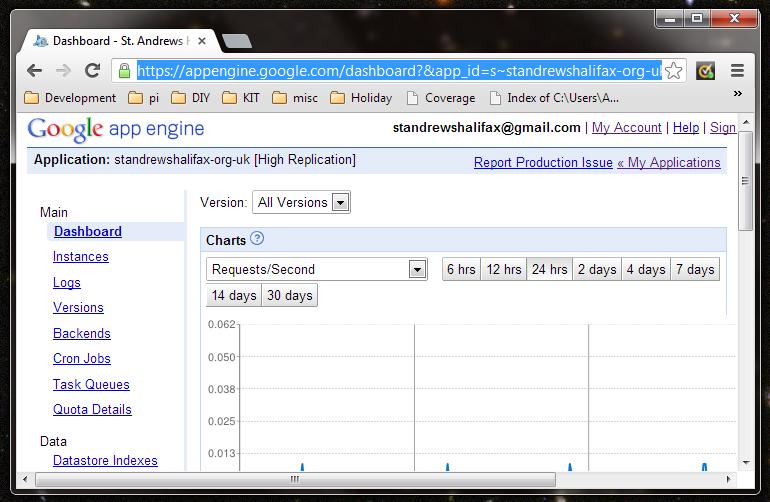 Dashboard - St. Andrews H
https://appengine.google.com/dashboard?&app_id=s~standrewshalifax-org-u
Development pi DIY KIT misc Holiday Coverage Index of C:\Users\A... »
Google app engine
standrewshalifax@gmail.com | My Account | Help | Sign
Application: standrewshalifax-org-uk [High Replication]
Report Production Issue « My Applications
Version: All Versions
Main
Dashboard
Instances
Logs
Versions
Backends
Cron Jobs
Task Queues
Quota Details
Data
Datastore Indexes
Charts ?
Requests/Second
6 hrs 12 hrs 24 hrs 2 days 4 days 7 days
14 days 30 days
0.062
0.050
0.038
0.025
0.013